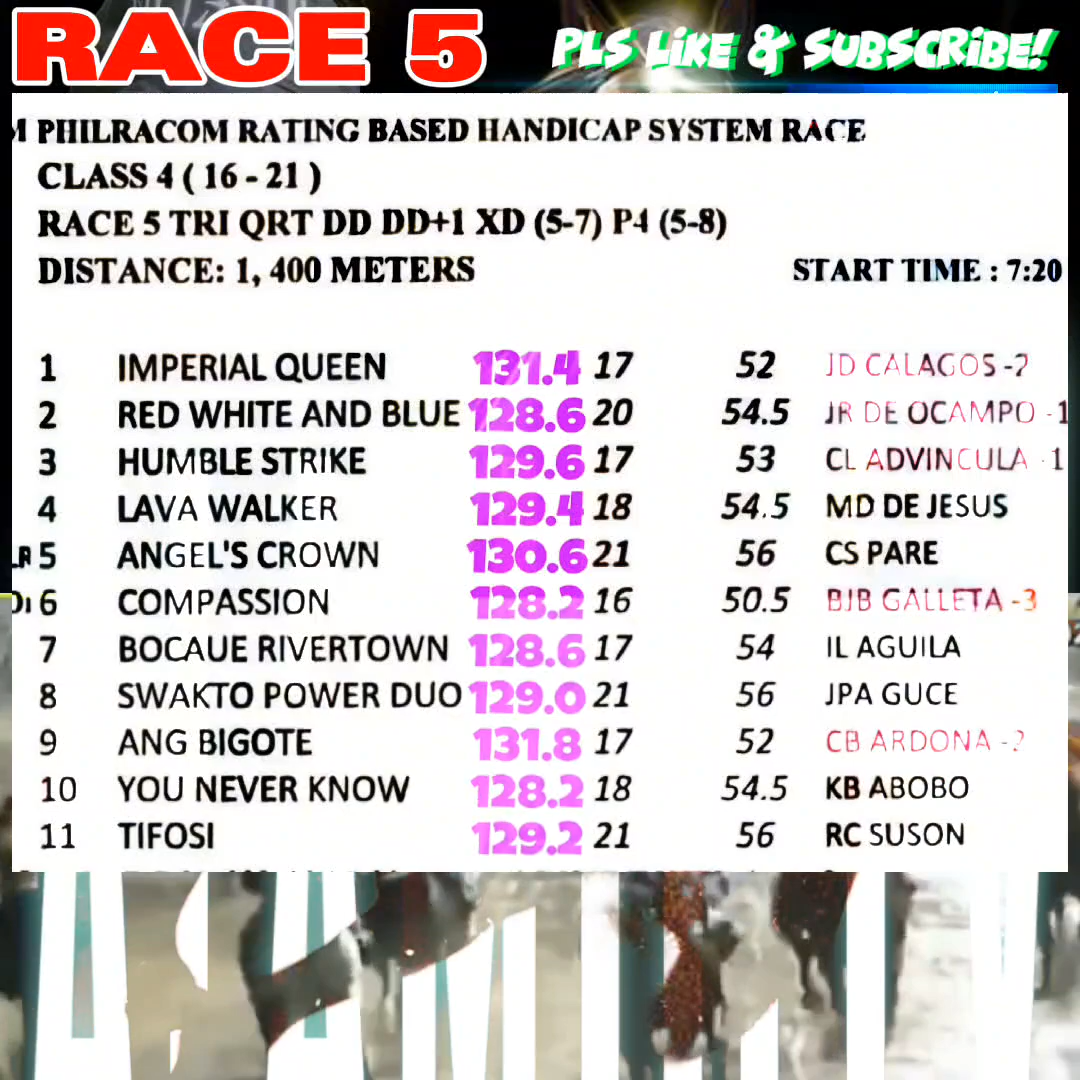 RACE 5 PLS LIKE & SUBSCRIBE!
M PHILRACOM RATING BASED HANDICAP SYSTEM RACE
CLASS 4 ( 16 - 21 )
RACE 5 TRI QRT DD DD+1 XD (5-7) P4 (5-8)
DISTANCE: 1, 400 METERS START TIME : 7:20
1 IMPERIAL QUEEN 131.4 17 52 JD CALAGOS -2
2 RED WHITE AND BLUE 128.6 20 54.5 JR DE OCAMPO -1
3 HUMBLE STRIKE 129.6 17 53 CL ADVINCULA -1
4 LAVA WALKER 129.4 18 54.5 MD DE JESUS
5 ANGEL'S CROWN 130.6 21 56 CS PARE
6 COMPASSION 128.2 16 50.5 BJB GALLETA -3
7 BOCAUE RIVERTOWN 128.6 17 54 IL AGUILA
8 SWAKTO POWER DUO 129.0 21 56 JPA GUCE
9 ANG BIGOTE 131.8 17 52 CB ARDONA -2
10 YOU NEVER KNOW 128.2 18 54.5 KB ABOBO
11 TIFOSI 129.2 21 56 RC SUSON